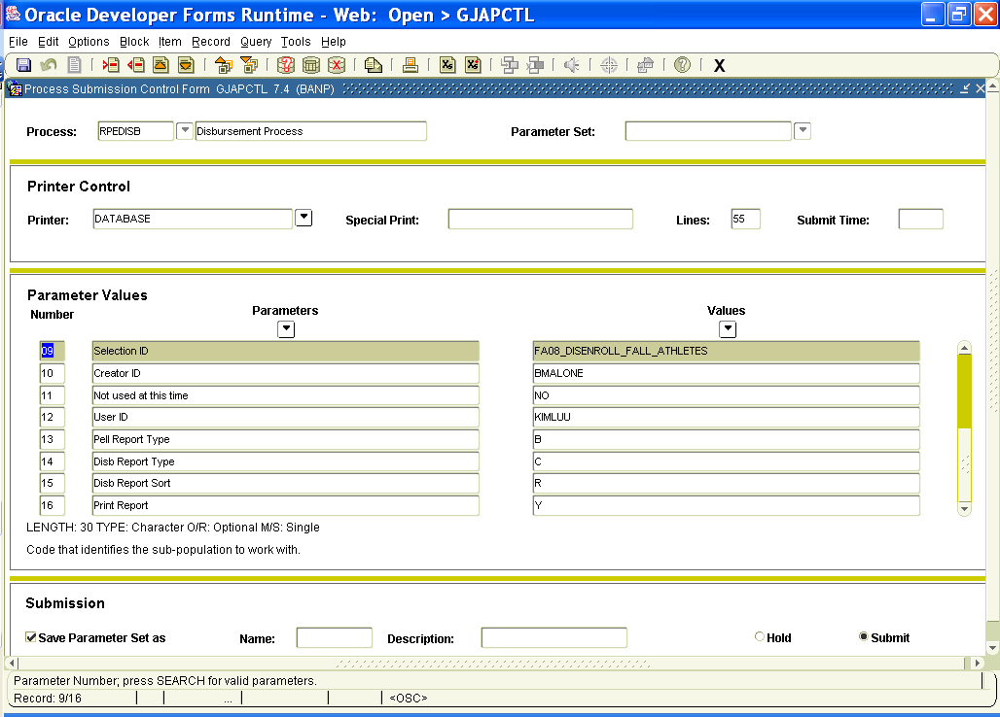 Oracle Developer Forms Runtime - Web: Open > GJAPCTL
File Edit Options Block Item Record Query Tools Help
X
Process Submission Control Form GJAPCTL 7.4 (BANP)
Process: RPEDISB Disbursement Process Parameter Set:
Printer Control
Printer: DATABASE Special Print: Lines: 55 Submit Time:
Parameter Values
Number Parameters Values
09 Selection ID FA08_DISENROLL_FALL_ATHLETES
10 Creator ID BMALONE
11 Not used at this time NO
12 User ID KIMLUU
13 Pell Report Type B
14 Disb Report Type C
15 Disb Report Sort R
16 Print Report Y
LENGTH: 30 TYPE: Character O/R: Optional M/S: Single
Code that identifies the sub-population to work with.
Submission
Save Parameter Set as Name: Description: Hold Submit
Parameter Number; press SEARCH for valid parameters.
Record: 9/16 ... <OSC>